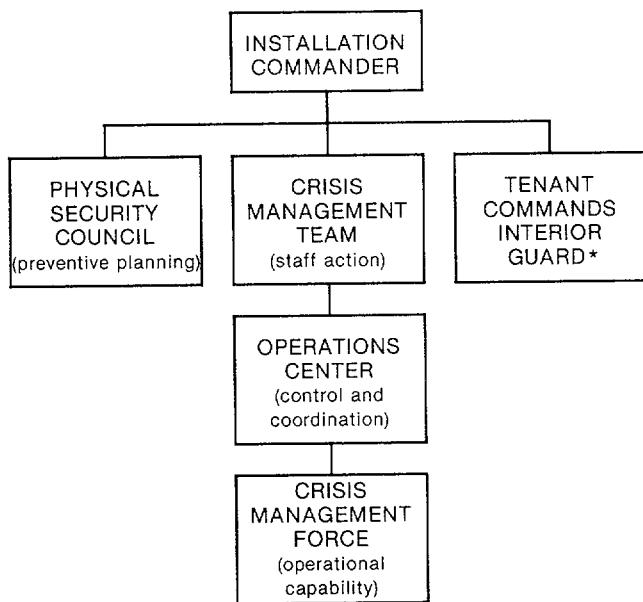 INSTALLATION
COMMANDER
PHYSICAL
SECURITY
COUNCIL
(preventive planning)
CRISIS
MANAGEMENT
TEAM
(staff action)
TENANT
COMMANDS
INTERIOR
GUARD*
OPERATIONS
CENTER
(control and
coordination)
CRISIS
MANAGEMENT
FORCE
(operational
capability)